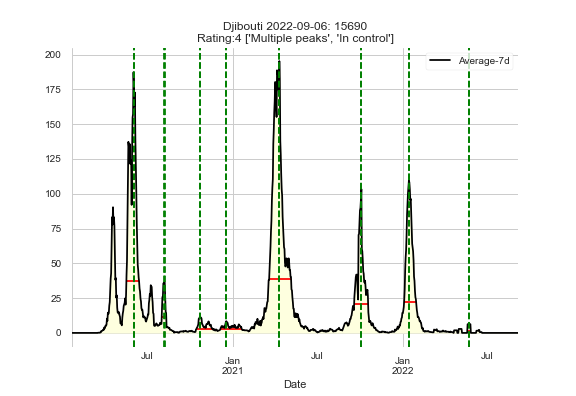 Djibouti 2022-09-06: 15690
Rating:4 ['Multiple peaks', 'In control']
200
175
150
125
100
75
50
25
0
Average-7d
Jul
Jan
2021
Jul
Jan
2022
Jul
Date